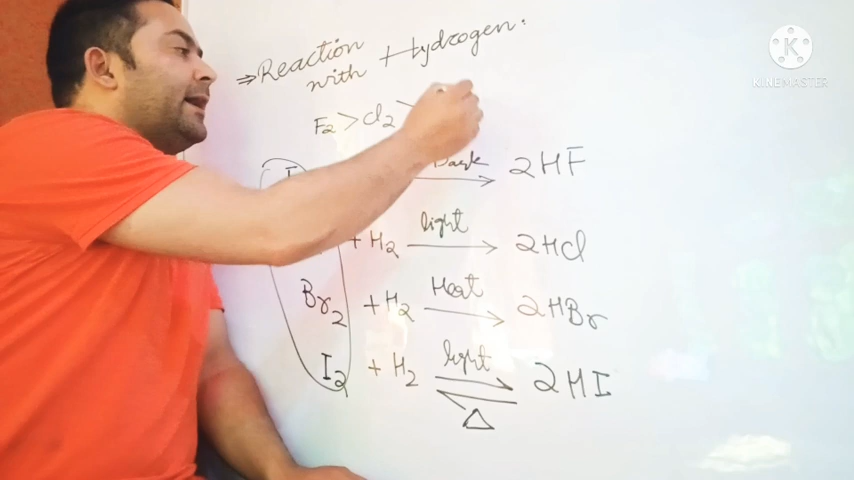 ⇒ Reaction
with Hydrogen.
F2 > Cl2 >
Dark → 2HF
+ H2 light → 2HCl
Br2 + H2 Heat → 2HBr
I2 + H2 light ⇌ 2HI
Δ
K
KINEMASTER